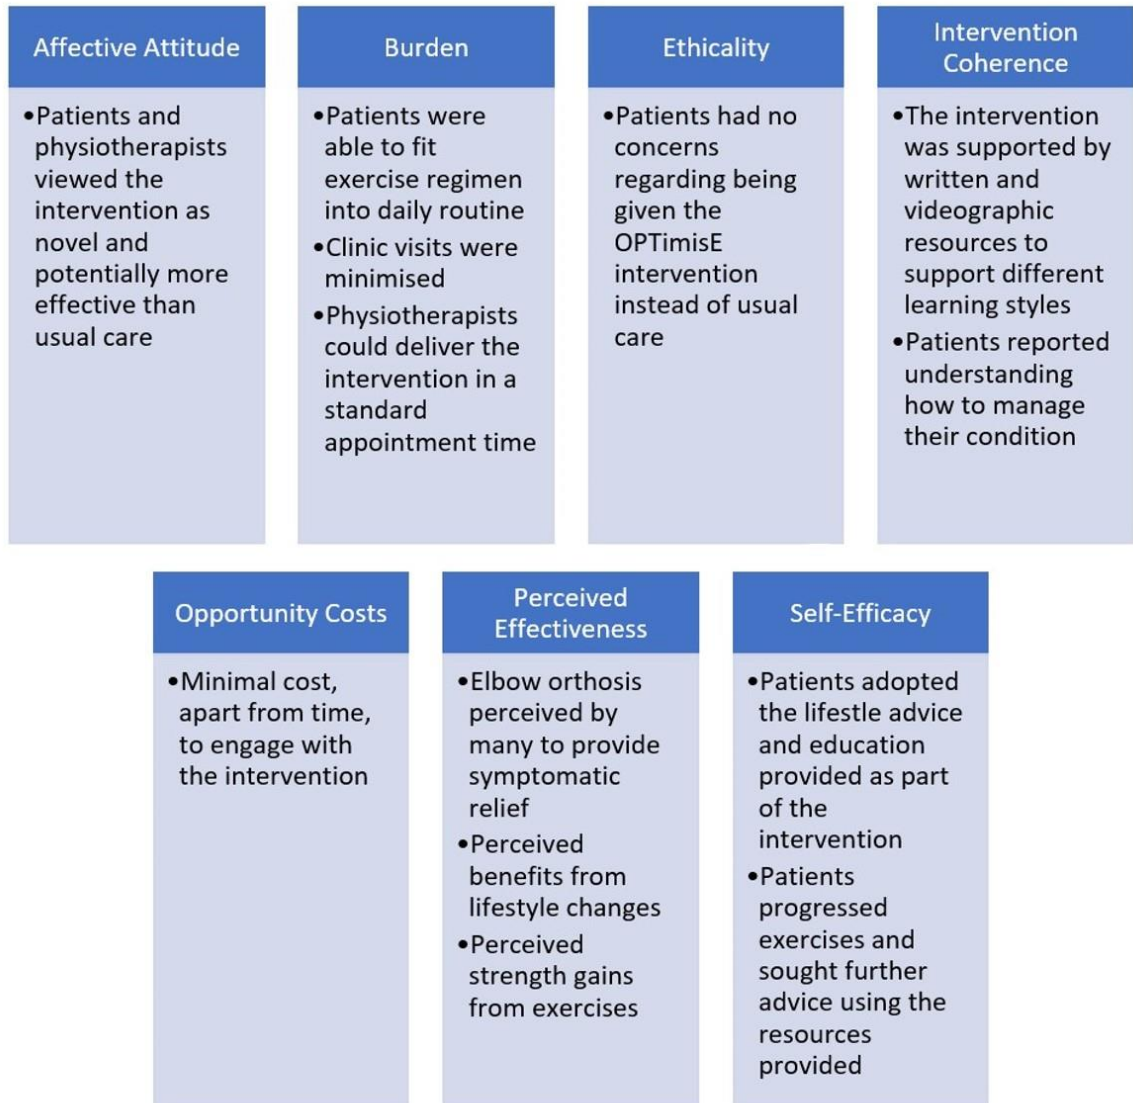 Affective Attitude
•Patients and
physiotherapists
viewed the
intervention as
novel and
potentially more
effective than
usual care
Burden
•Patients were
able to fit
exercise regimen
into daily routine
•Clinic visits were
minimised
•Physiotherapists
could deliver the
intervention in a
standard
appointment time
Ethicality
•Patients had no
concerns
regarding being
given the
OPTimisE
intervention
instead of usual
care
Intervention
Coherence
•The intervention
was supported by
written and
videographic
resources to
support different
learning styles
•Patients reported
understanding
how to manage
their condition
Opportunity Costs
•Minimal cost,
apart from time,
to engage with
the intervention
Perceived
Effectiveness
•Elbow orthosis
perceived by
many to provide
symptomatic
relief
•Perceived
benefits from
lifestyle changes
•Perceived
strength gains
from exercises
Self-Efficacy
•Patients adopted
the lifestle advice
and education
provided as part
of the
intervention
•Patients
progressed
exercises and
sought further
advice using the
resources
provided